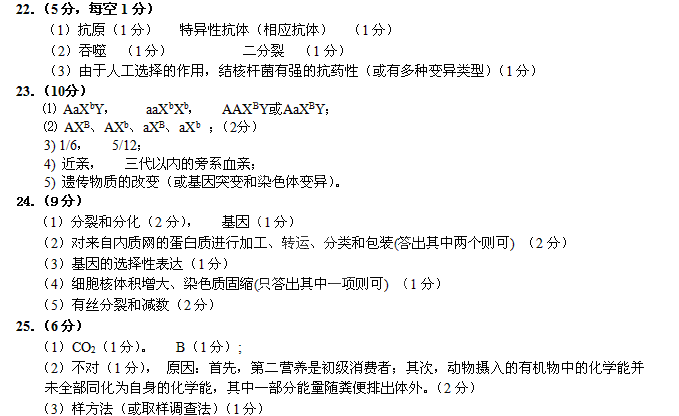 22.（5分，每空1分）
（1）抗原（1分） 特异性抗体（相应抗体） （1分）
（2）吞噬 （1分） 二分裂 （1分）
（3）由于人工选择的作用，结核杆菌有强的抗药性（或有多种变异类型）（1分）
23.（10分）
⑴ AaXᵇY， aaXᵇXᵇ， AAXᴮY或AaXᴮY；
⑵ AXᴮ、AXᵇ、aXᴮ、aXᵇ ；（2分）
3) 1/6， 5/12；
4) 近亲， 三代以内的旁系血亲；
5) 遗传物质的改变（或基因突变和染色体变异）。
24.（9分）
（1）分裂和分化（2分）， 基因（1分）
（2）对来自内质网的蛋白质进行加工、转运、分类和包装(答出其中两个则可) （2分）
（3）基因的选择性表达（1分）
（4）细胞核体积增大、染色质固缩(只答出其中一项则可) （1分）
（5）有丝分裂和减数（2分）
25.（6分）
（1）CO₂（1分）。 B（1分）;
（2）不对（1分）， 原因：首先，第二营养是初级消费者；其次，动物摄入的有机物中的化学能并
未全部同化为自身的化学能，其中一部分能量随粪便排出体外。（2分）
（3）样方法（或取样调查法）（1分）